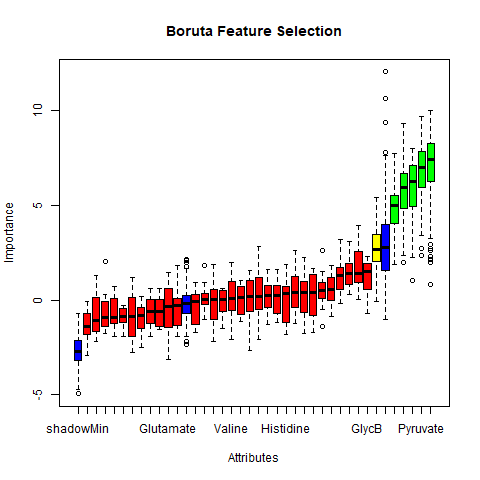 Boruta Feature Selection
Importance
10
5
0
-5
shadowMin Glutamate Valine Histidine GlycB Pyruvate
Attributes